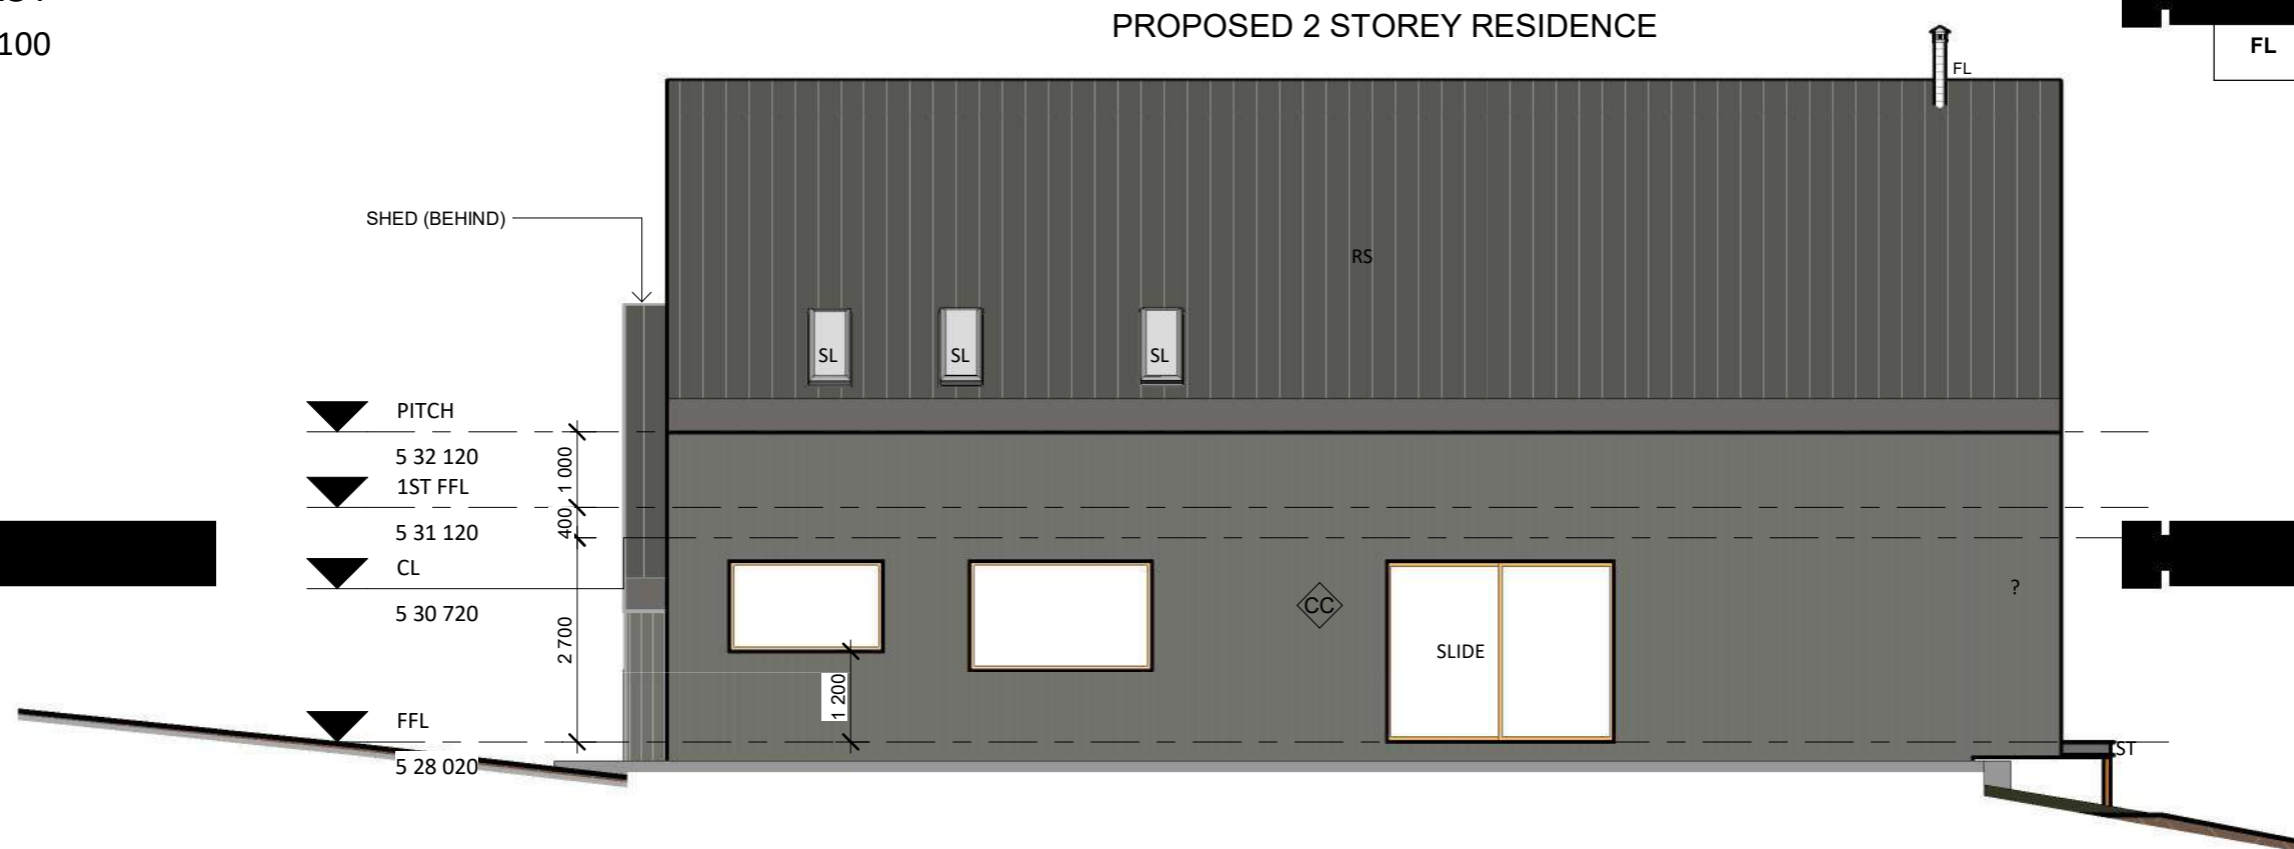 100
PROPOSED 2 STOREY RESIDENCE
FL
FL
SHED (BEHIND)
RS
SL
SL
SL
PITCH
5 32 120
1 000
1ST FFL
5 31 120
400
CL
5 30 720
CC
?
2 700
SLIDE
1 200
FFL
5 28 020
ST